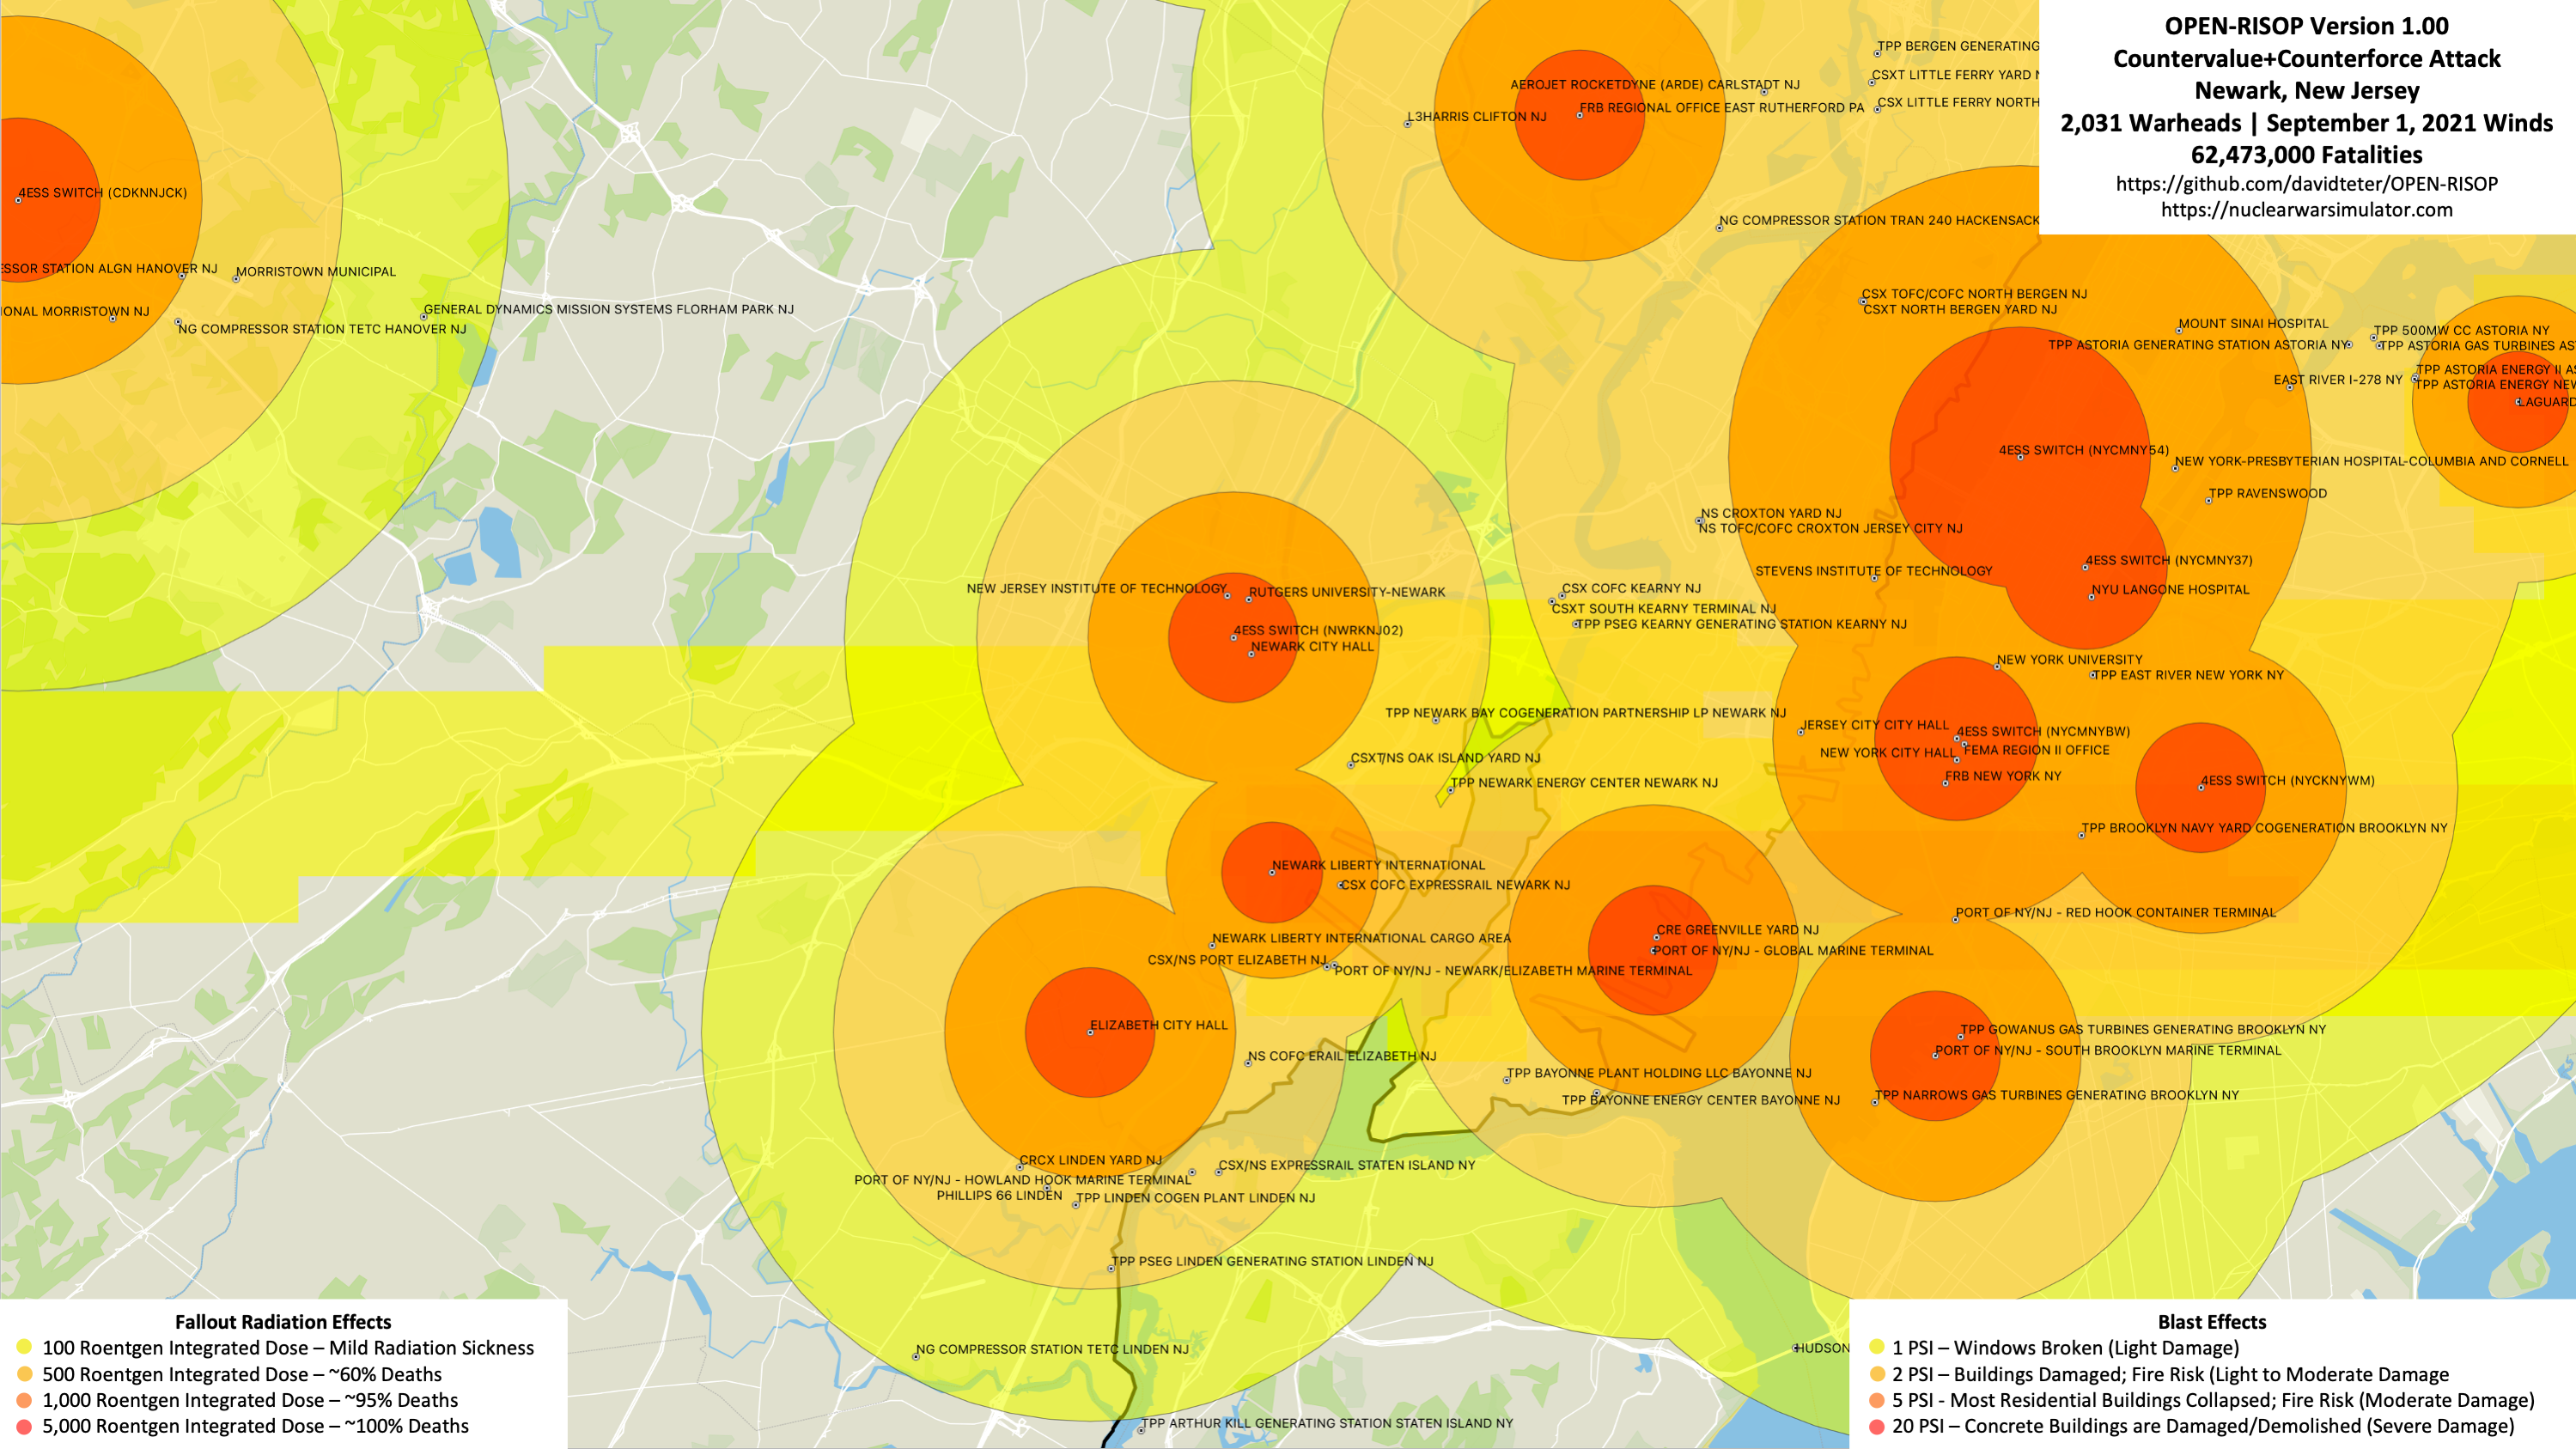 OPEN-RISOP Version 1.00
Countervalue+Counterforce Attack
Newark, New Jersey
2,031 Warheads | September 1, 2021 Winds
62,473,000 Fatalities
https://github.com/davidteter/OPEN-RISOP
https://nuclearwarsimulator.com
TPP BERGEN GENERATING
CSXT LITTLE FERRY YARD
CSX LITTLE FERRY NORTH
AEROJET ROCKETDYNE (ARDE) CARLSTADT NJ
FRB REGIONAL OFFICE EAST RUTHERFORD PA
L3HARRIS CLIFTON NJ
4ESS SWITCH (CDKNNJCK)
NG COMPRESSOR STATION TRAN 240 HACKENSACK
ESSOR STATION ALGN HANOVER NJ
MORRISTOWN MUNICIPAL
IONAL MORRISTOWN NJ
GENERAL DYNAMICS MISSION SYSTEMS FLORHAM PARK NJ
NG COMPRESSOR STATION TETC HANOVER NJ
CSX TOFC/COFC NORTH BERGEN NJ
CSXT NORTH BERGEN YARD NJ
MOUNT SINAI HOSPITAL
TPP 500MW CC ASTORIA NY
TPP ASTORIA GENERATING STATION ASTORIA NY
TPP ASTORIA GAS TURBINES AS
TPP ASTORIA ENERGY II AS
EAST RIVER I-278 NY
TPP ASTORIA ENERGY NEW
LAGUARD
4ESS SWITCH (NYCMNY54)
NEW YORK-PRESBYTERIAN HOSPITAL-COLUMBIA AND CORNELL
TPP RAVENSWOOD
NS CROXTON YARD NJ
NS TOFC/COFC CROXTON JERSEY CITY NJ
4ESS SWITCH (NYCMNY37)
STEVENS INSTITUTE OF TECHNOLOGY
NYU LANGONE HOSPITAL
NEW JERSEY INSTITUTE OF TECHNOLOGY
RUTGERS UNIVERSITY-NEWARK
CSX COFC KEARNY NJ
CSXT SOUTH KEARNY TERMINAL NJ
TPP PSEG KEARNY GENERATING STATION KEARNY NJ
4ESS SWITCH (NWRKNJ02)
NEWARK CITY HALL
NEW YORK UNIVERSITY
TPP EAST RIVER NEW YORK NY
TPP NEWARK BAY COGENERATION PARTNERSHIP LP NEWARK NJ
JERSEY CITY CITY HALL
4ESS SWITCH (NYCMNYBW)
NEW YORK CITY HALL
FEMA REGION II OFFICE
CSXT/NS OAK ISLAND YARD NJ
FRB NEW YORK NY
TPP NEWARK ENERGY CENTER NEWARK NJ
4ESS SWITCH (NYCKNYWM)
TPP BROOKLYN NAVY YARD COGENERATION BROOKLYN NY
NEWARK LIBERTY INTERNATIONAL
CSX COFC EXPRESSRAIL NEWARK NJ
PORT OF NY/NJ - RED HOOK CONTAINER TERMINAL
NEWARK LIBERTY INTERNATIONAL CARGO AREA
CRE GREENVILLE YARD NJ
PORT OF NY/NJ - GLOBAL MARINE TERMINAL
CSX/NS PORT ELIZABETH NJ
PORT OF NY/NJ - NEWARK/ELIZABETH MARINE TERMINAL
ELIZABETH CITY HALL
TPP GOWANUS GAS TURBINES GENERATING BROOKLYN NY
PORT OF NY/NJ - SOUTH BROOKLYN MARINE TERMINAL
NS COFC ERAIL ELIZABETH NJ
TPP BAYONNE PLANT HOLDING LLC BAYONNE NJ
TPP BAYONNE ENERGY CENTER BAYONNE NJ
TPP NARROWS GAS TURBINES GENERATING BROOKLYN NY
CRCX LINDEN YARD NJ
CSX/NS EXPRESSRAIL STATEN ISLAND NY
PORT OF NY/NJ - HOWLAND HOOK MARINE TERMINAL
PHILLIPS 66 LINDEN
TPP LINDEN COGEN PLANT LINDEN NJ
TPP PSEG LINDEN GENERATING STATION LINDEN NJ
NG COMPRESSOR STATION TETC LINDEN NJ
HUDSON
TPP ARTHUR KILL GENERATING STATION STATEN ISLAND NY
Fallout Radiation Effects
100 Roentgen Integrated Dose – Mild Radiation Sickness
500 Roentgen Integrated Dose – ~60% Deaths
1,000 Roentgen Integrated Dose – ~95% Deaths
5,000 Roentgen Integrated Dose – ~100% Deaths
Blast Effects
1 PSI – Windows Broken (Light Damage)
2 PSI – Buildings Damaged; Fire Risk (Light to Moderate Damage
5 PSI - Most Residential Buildings Collapsed; Fire Risk (Moderate Damage)
20 PSI – Concrete Buildings are Damaged/Demolished (Severe Damage)